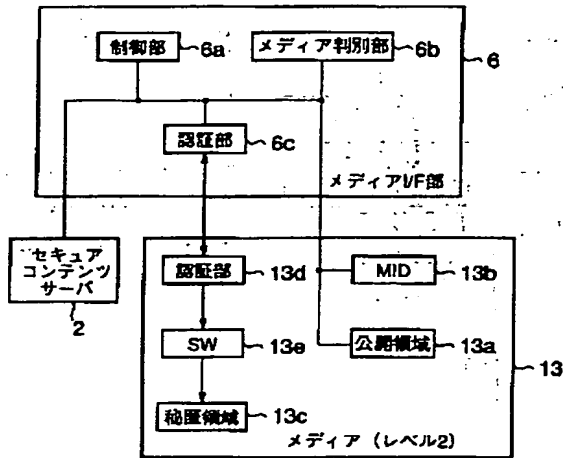 制御部 6a
メディア判別部 6b
6
認証部 6c
メディアI/F部
セキュア
コンテンツ
サーバ
2
認証部 13d
MID 13b
SW 13e
公開領域 13a
13
秘匿領域 13c
メディア (レベル2)